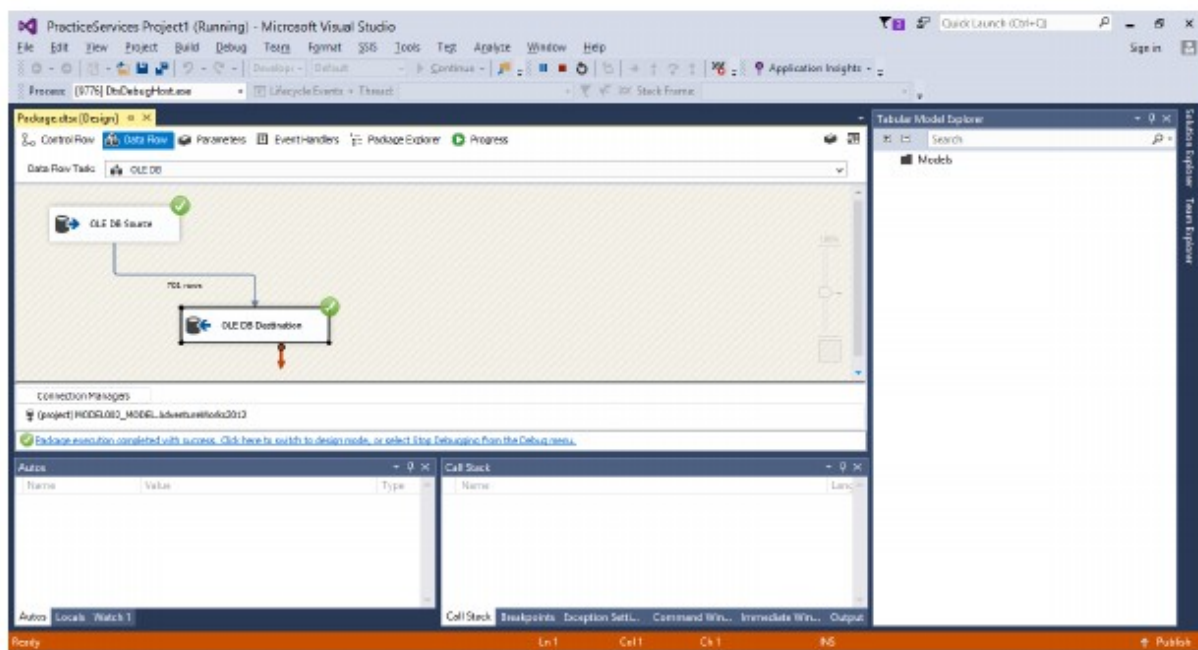 PracticeServices Project1 (Running) - Microsoft Visual Studio
Quick Launch (Ctrl+Q)
File Edit View Project Build Debug Team Format SSIS Tools Test Analyze Window Help
Sign in
Develop Default Continue Application Insights
Process: [9776] DtsDebugHost.exe Lifecycle Events Thread: Stack Frame:
Package.dtsx [Design]
Control Flow Data Flow Parameters Event Handlers Package Explorer Progress
Data Flow Task: OLE DB
OLE DB Source
701 rows
OLE DB Destination
100%
Connection Managers
(project)
Package execution completed with success. Click here to switch to design mode, or select Stop Debugging from the Debug menu.
Autos
Name Value Type
Autos Locals Watch 1
Call Stack
Name Lang
Call Stack Breakpoints Exception Setti... Command Win... Immediate Win... Output
Tabular Model Explorer
Search
Models
Solution Explorer
Team Explorer
Ready Ln 1 Col 1 Ch 1 INS Publish